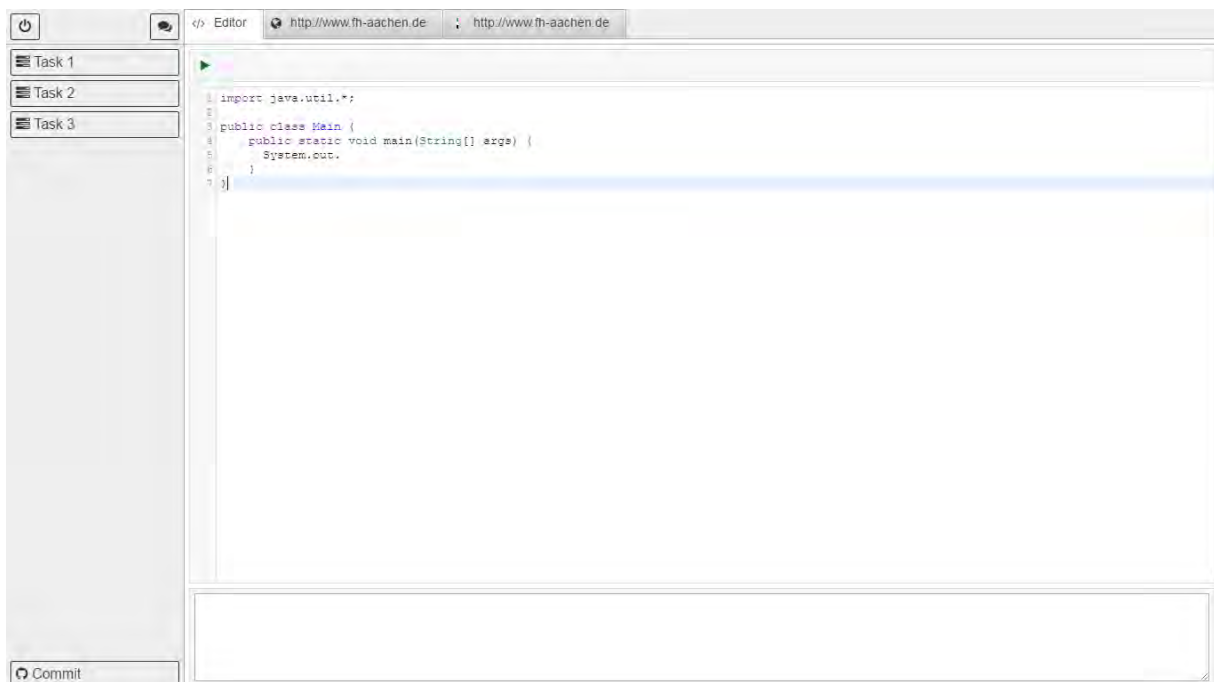 </> Editor
http://www.fh-aachen.de
http://www.fh-aachen.de
Task 1
Task 2
Task 3
1 import java.util.*;
2
3 public class Main {
4 public static void main(String[] args) {
5 System.out.
6 }
7 }
Commit